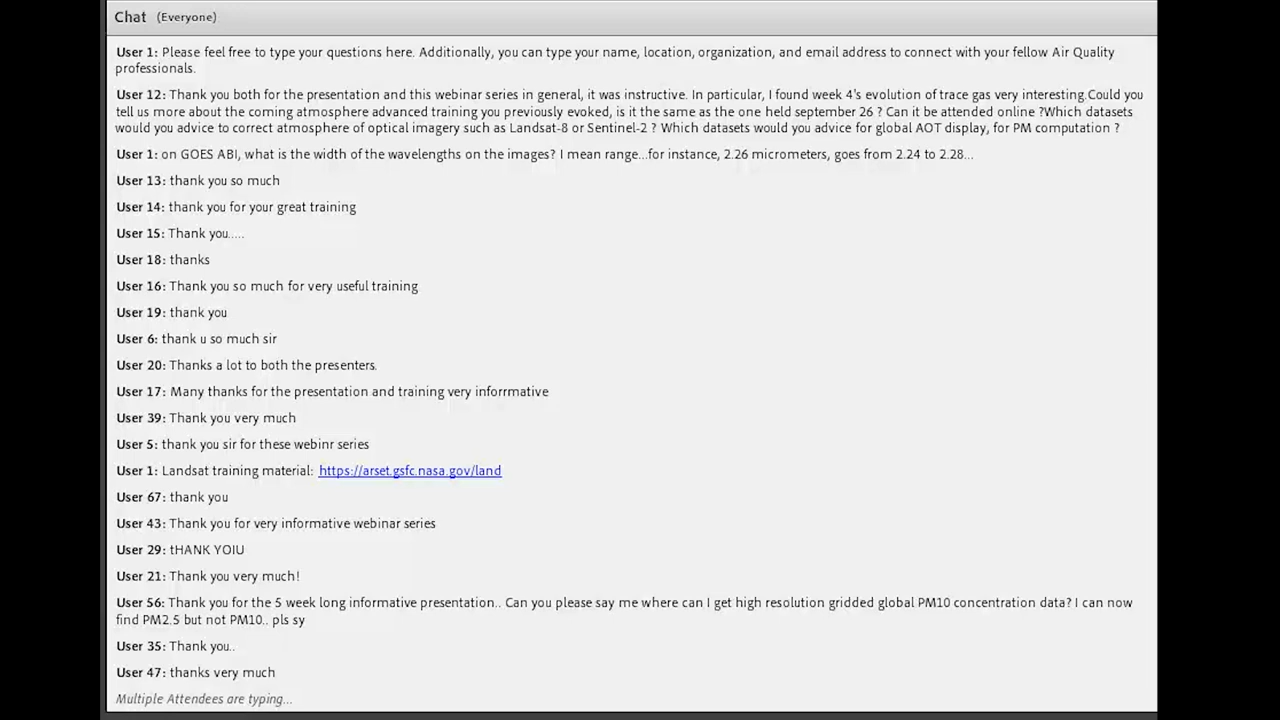 Chat (Everyone)
User 1: Please feel free to type your questions here. Additionally, you can type your name, location, organization, and email address to connect with your fellow Air Quality
professionals.
User 12: Thank you both for the presentation and this webinar series in general, it was instructive. In particular, I found week 4's evolution of trace gas very interesting.Could you
tell us more about the coming atmosphere advanced training you previously evoked, is it the same as the one held september 26 ? Can it be attended online ?Which datasets
would you advice to correct atmosphere of optical imagery such as Landsat-8 or Sentinel-2 ? Which datasets would you advice for global AOT display, for PM computation ?
User 1: on GOES ABI, what is the width of the wavelengths on the images? I mean range...for instance, 2.26 micrometers, goes from 2.24 to 2.28...
User 13: thank you so much
User 14: thank you for your great training
User 15: Thank you.....
User 18: thanks
User 16: Thank you so much for very useful training
User 19: thank you
User 6: thank u so much sir
User 20: Thanks a lot to both the presenters.
User 17: Many thanks for the presentation and training very inforrmative
User 39: Thank you very much
User 5: thank you sir for these webinr series
User 1: Landsat training material: https://arset.gsfc.nasa.gov/land
User 67: thank you
User 43: Thank you for very informative webinar series
User 29: tHANK YOIU
User 21: Thank you very much!
User 56: Thank you for the 5 week long informative presentation.. Can you please say me where can I get high resolution gridded global PM10 concentration data? I can now
find PM2.5 but not PM10.. pls sy
User 35: Thank you..
User 47: thanks very much
Multiple Attendees are typing...